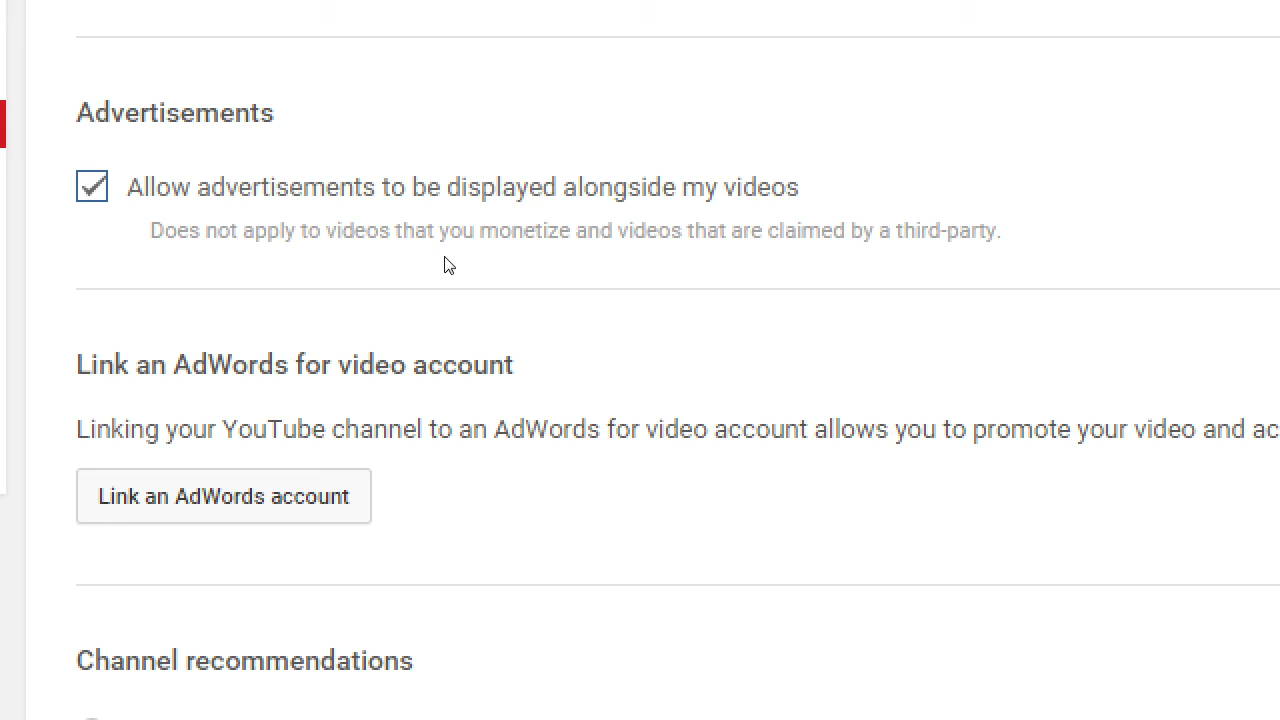 Advertisements
Allow advertisements to be displayed alongside my videos
Does not apply to videos that you monetize and videos that are claimed by a third-party.
Link an AdWords for video account
Linking your YouTube channel to an AdWords for video account allows you to promote your video and ac
Link an AdWords account
Channel recommendations